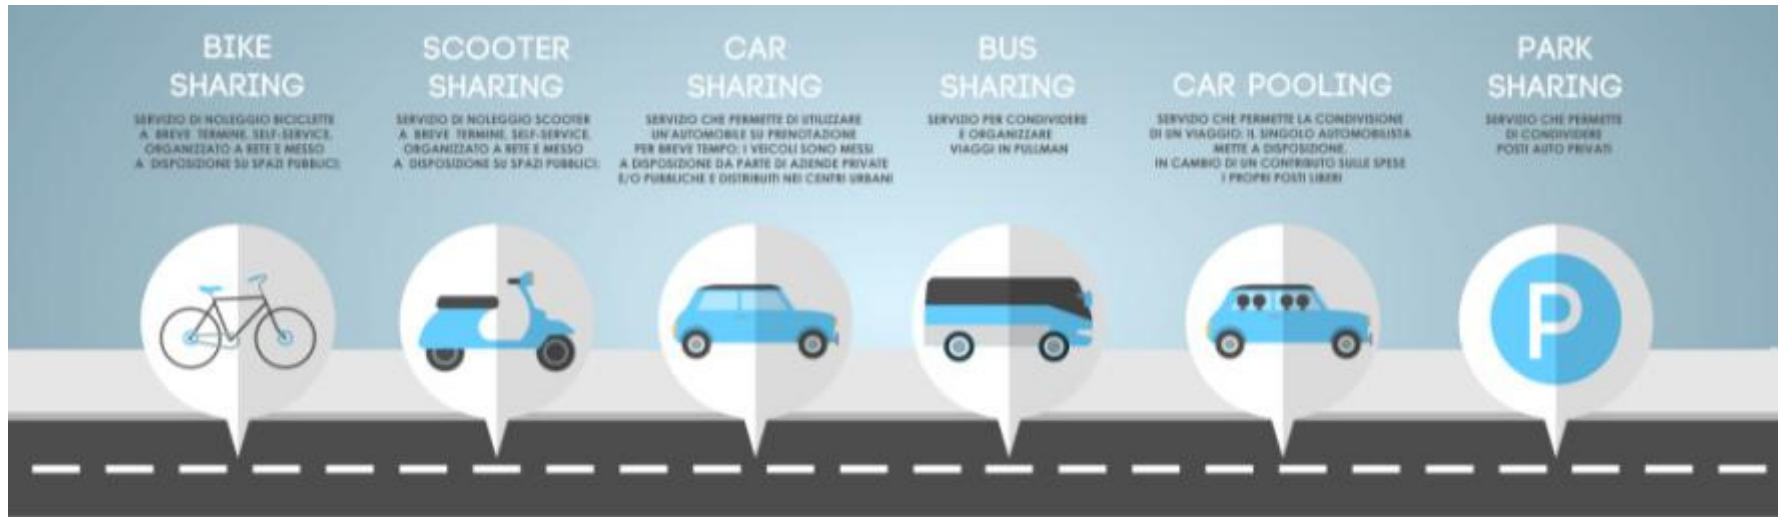 BIKE
SHARING
SERVIZIO DI NOLEGGIO BICICLETTE
A BREVE TERMINE, SELF-SERVICE,
ORGANIZZATO A RETE E MESSO
A DISPOSIZIONE SU SPAZI PUBBLICI;
SCOOTER
SHARING
SERVIZIO DI NOLEGGIO SCOOTER
A BREVE TERMINE, SELF-SERVICE,
ORGANIZZATO A RETE E MESSO
A DISPOSIZIONE SU SPAZI PUBBLICI;
CAR
SHARING
SERVIZIO CHE PERMETTE DI UTILIZZARE
UN'AUTOMOBILE SU PRENOTAZIONE
PER BREVE TEMPO; I VEICOLI SONO MESSI
A DISPOSIZIONE DA PARTE DI AZIENDE PRIVATE
E/O PUBBLICHE E DISTRIBUITI NEI CENTRI URBANI
BUS
SHARING
SERVIZIO PER CONDIVIDERE
E ORGANIZZARE
VIAGGI IN PULLMAN
CAR POOLING
SERVIZIO CHE PERMETTE LA CONDIVISIONE
DI UN VIAGGIO: IL SINGOLO AUTOMOBILISTA
METTE A DISPOSIZIONE,
IN CAMBIO DI UN CONTRIBUTO SULLE SPESE
I PROPRI POSTI LIBERI
PARK
SHARING
SERVIZIO CHE PERMETTE
DI CONDIVIDERE
POSTI AUTO PRIVATI
P